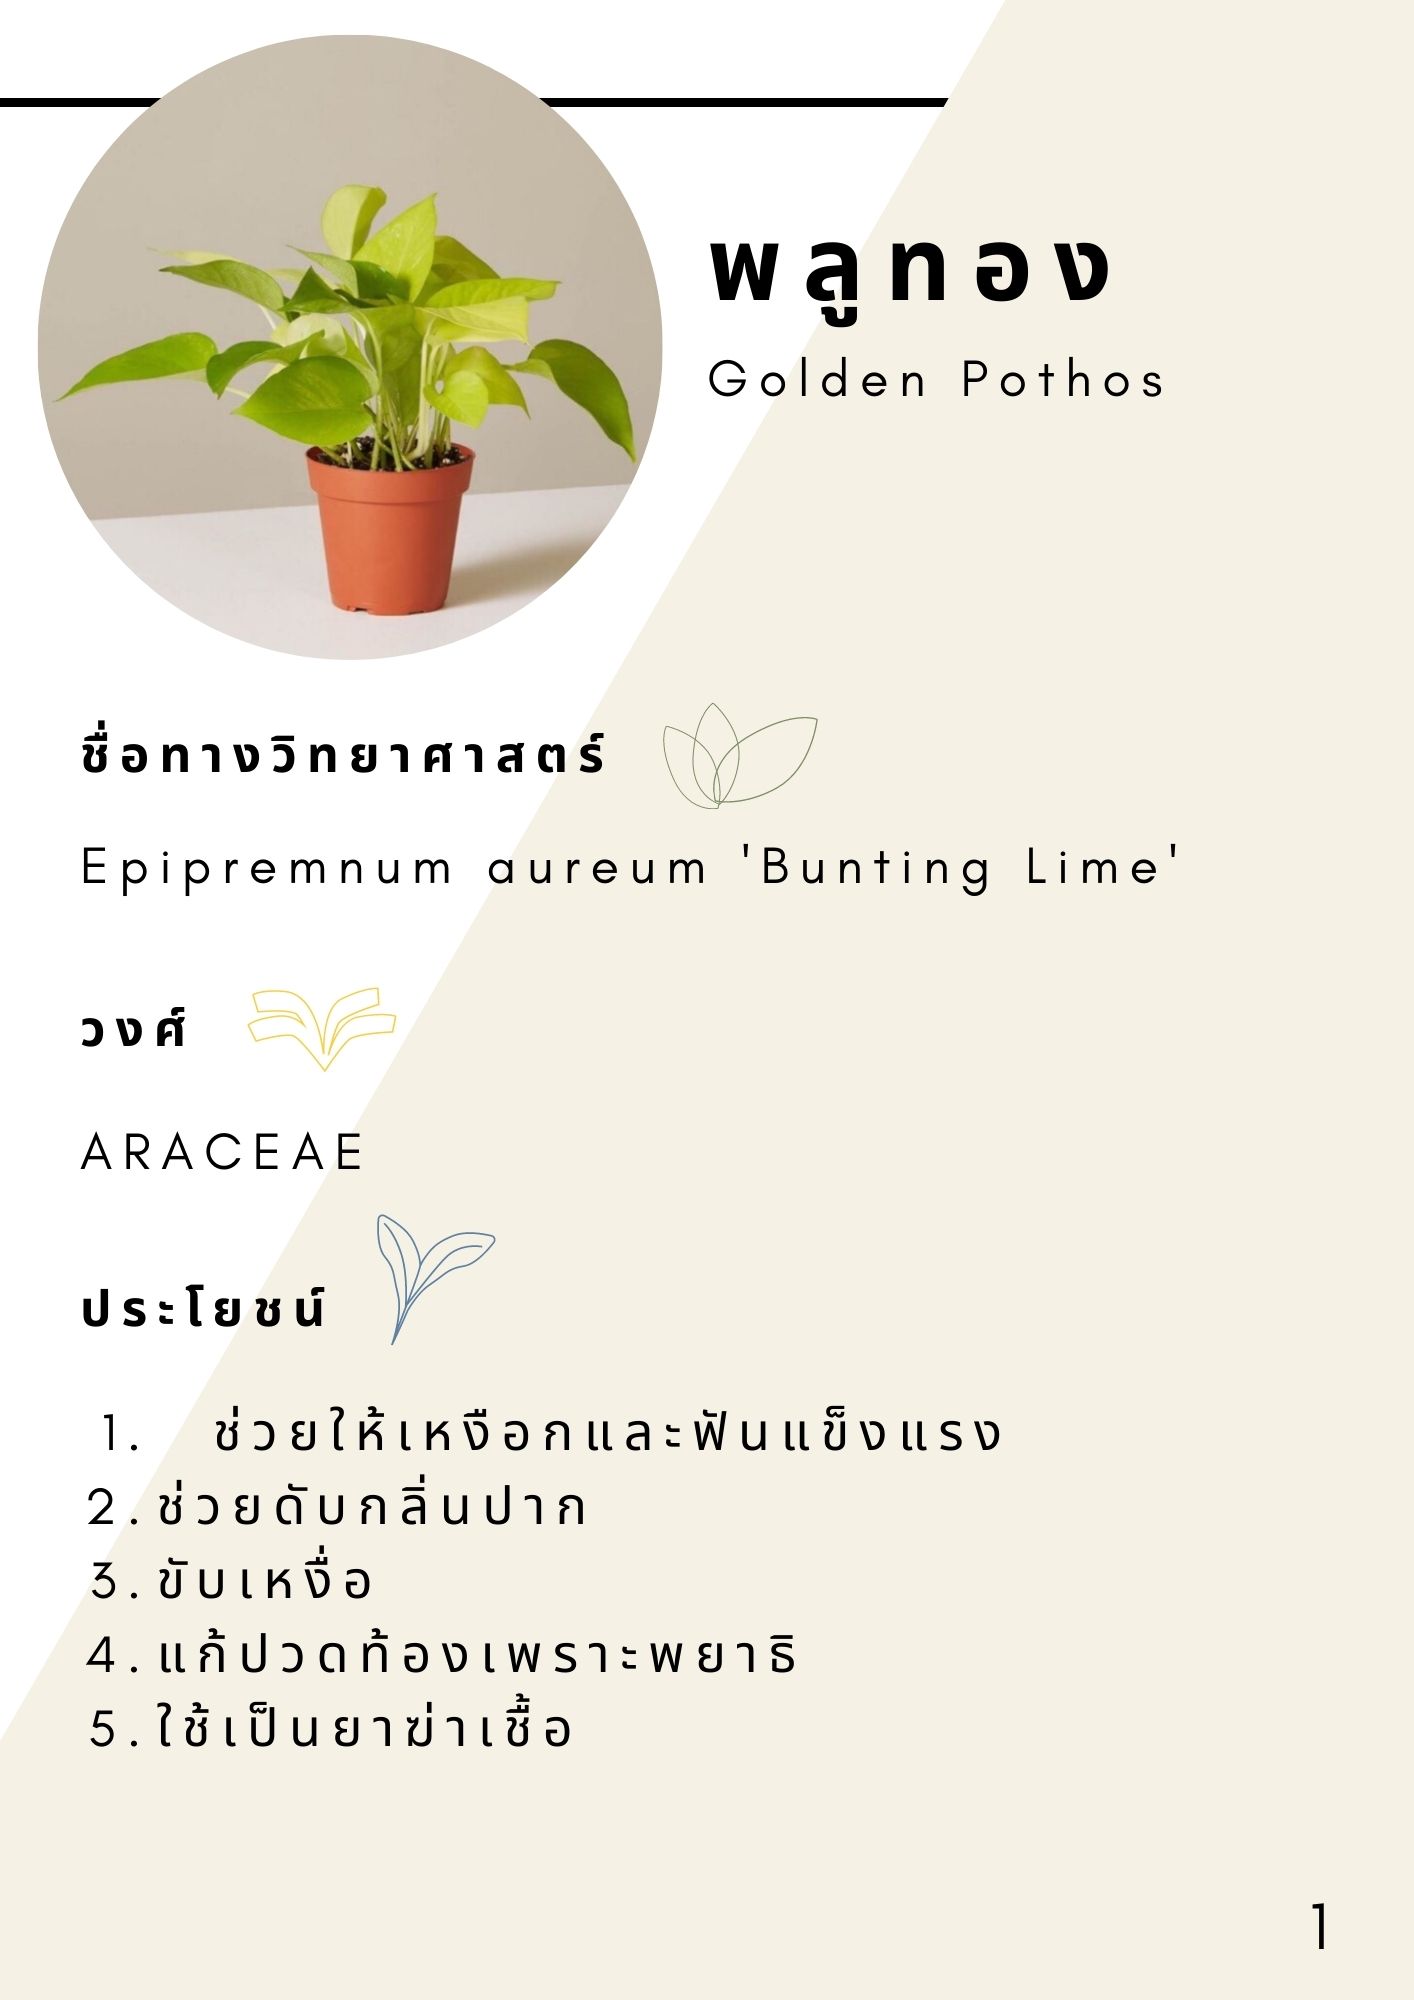 พลูทอง
Golden Pothos
ชื่อทางวิทยาศาสตร์
Epipremnum aureum 'Bunting Lime'
วงศ์
ARACEAE
ประโยชน์
1. ช่วยให้เหงือกและฟันแข็งแรง
2. ช่วยดับกลิ่นปาก
3. ขับเหงื่อ
4. แก้ปวดท้องเพราะพยาธิ
5. ใช้เป็นยาฆ่าเชื้อ
1